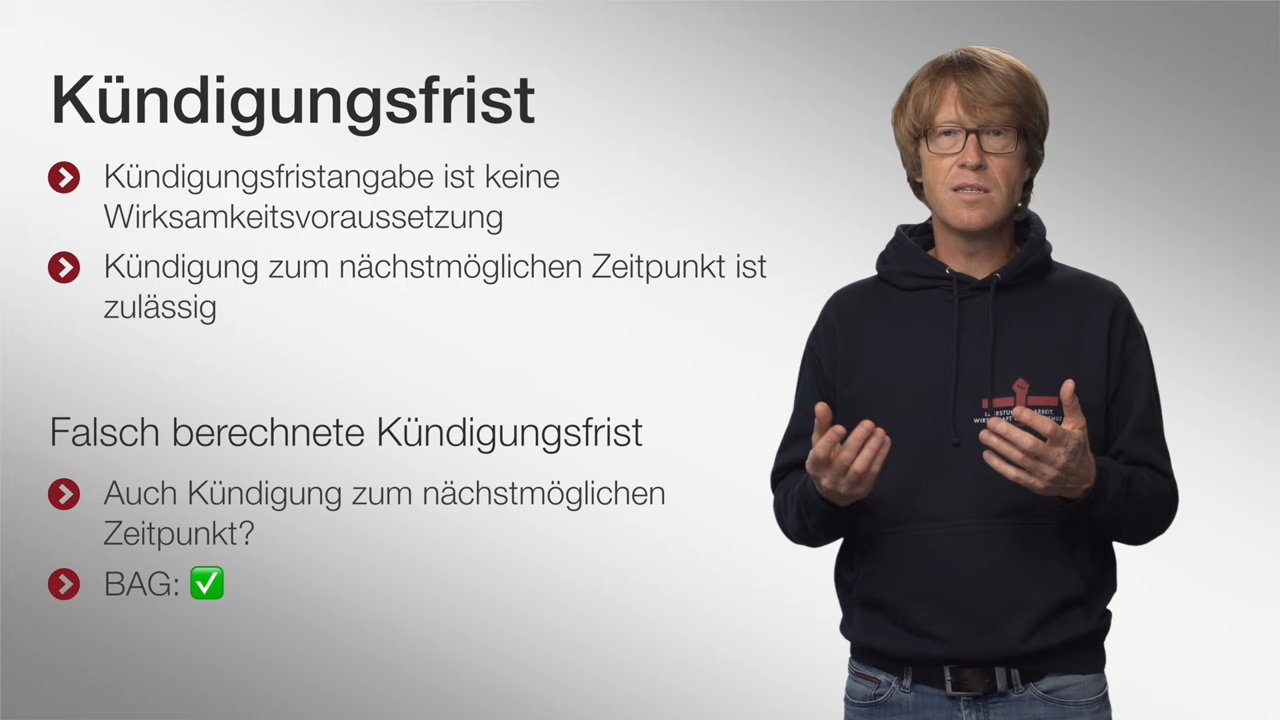 Kündigungsfrist
Kündigungsfristangabe ist keine
Wirksamkeitsvoraussetzung
Kündigung zum nächstmöglichen Zeitpunkt ist
zulässig
Falsch berechnete Kündigungsfrist
Auch Kündigung zum nächstmöglichen
Zeitpunkt?
BAG: ✅